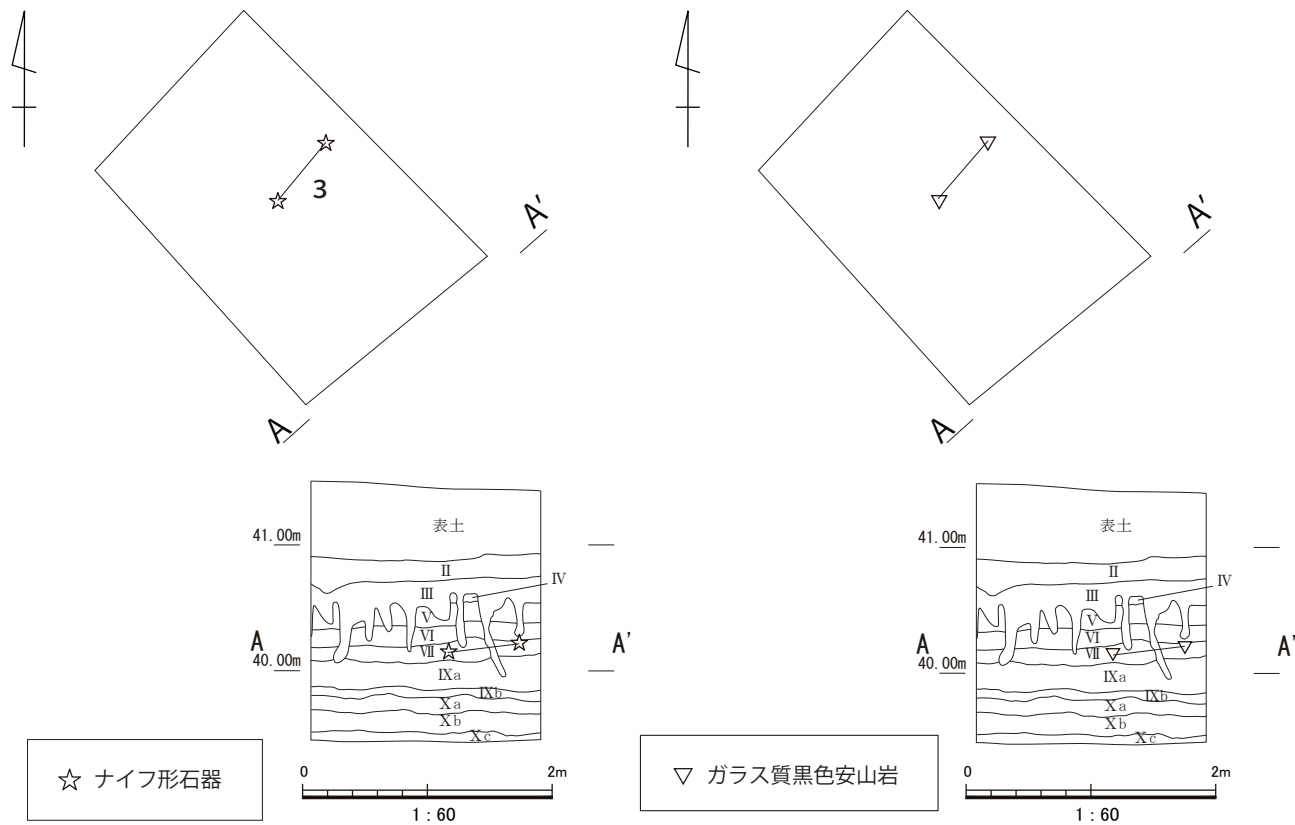 3
A'
A
表土
41.00m
Ⅱ
Ⅳ
Ⅲ
Ⅴ
Ⅵ
A
Ⅶ
A'
40.00m
Ⅸa
Ⅸb
Ⅹa
Ⅹb
Ⅹc
☆ ナイフ形石器
0 2m
1:60
A'
A
表土
41.00m
Ⅱ
Ⅳ
Ⅲ
Ⅴ
Ⅵ
A
Ⅶ
A'
40.00m
Ⅸa
Ⅸb
Ⅹa
Ⅹb
Ⅹc
▽ ガラス質黒色安山岩
0 2m
1:60